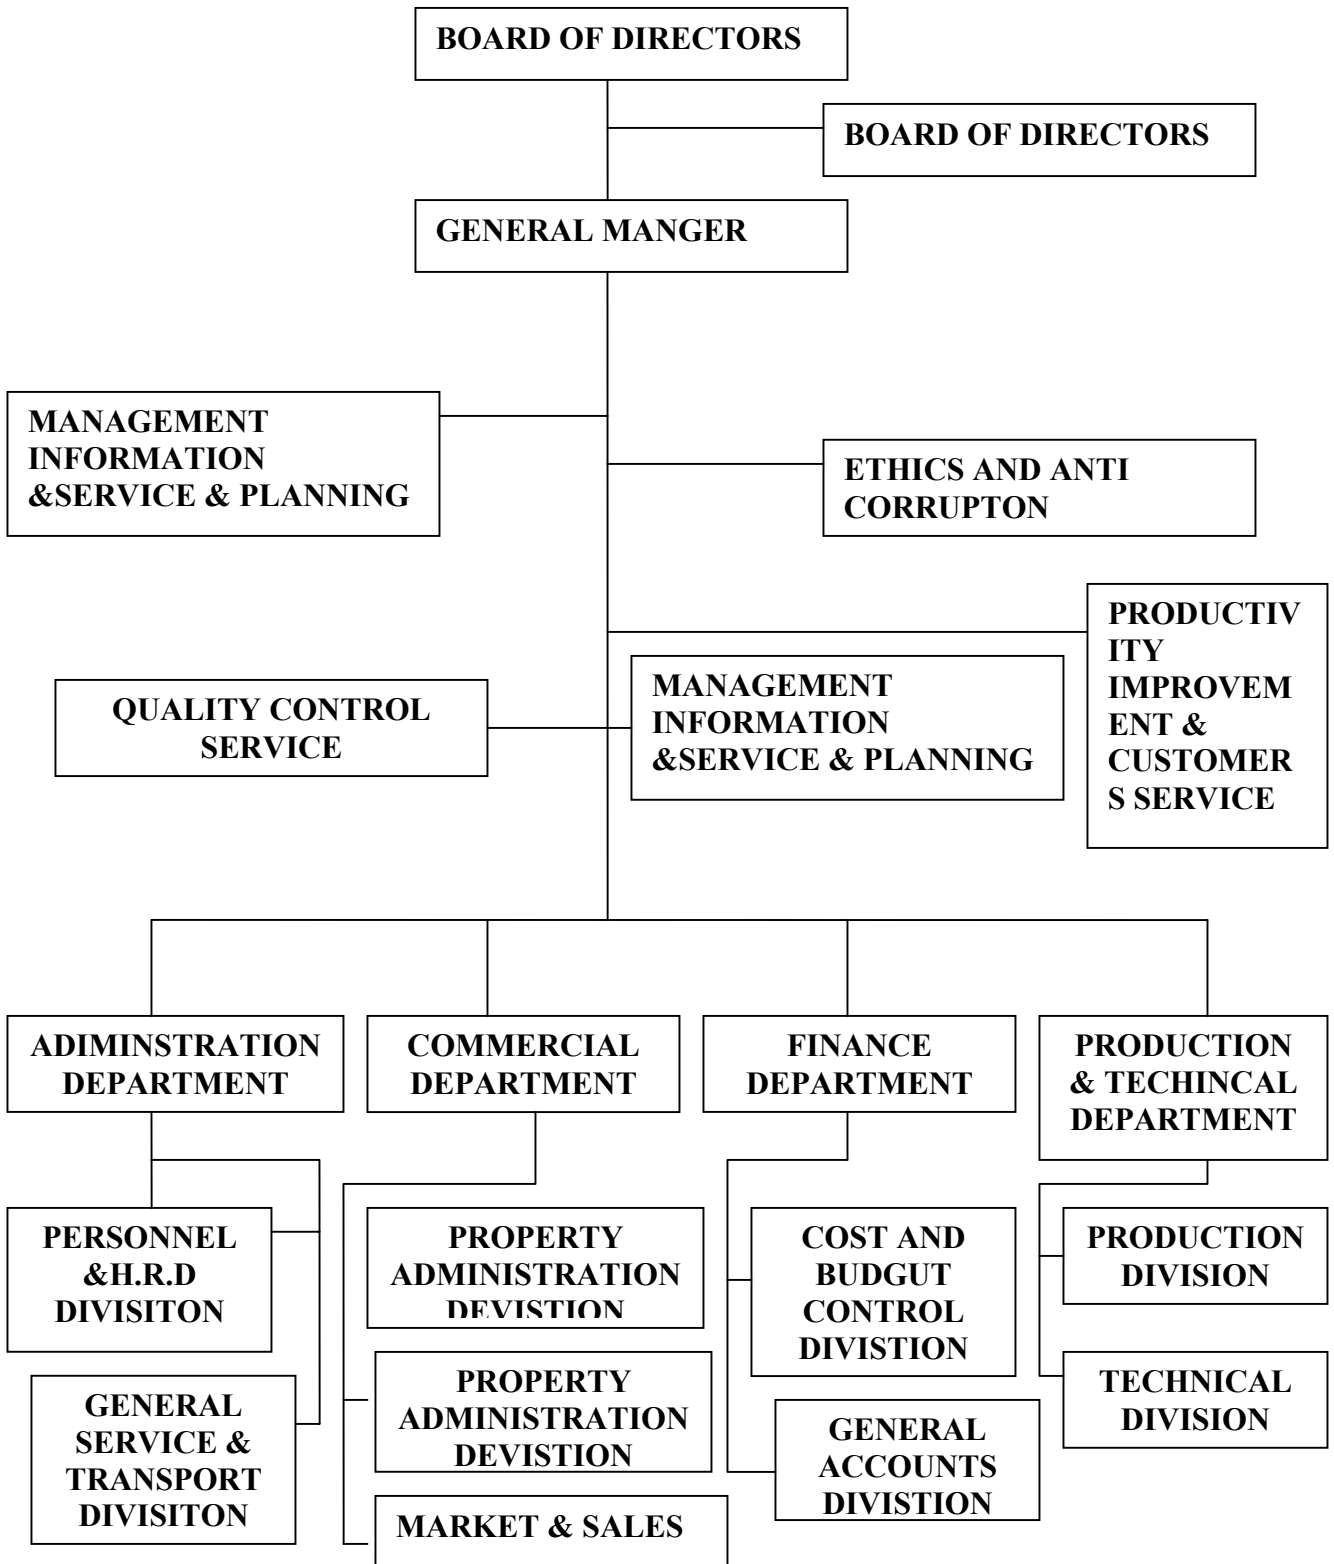 BOARD OF DIRECTORS
BOARD OF DIRECTORS
GENERAL MANGER
MANAGEMENT
INFORMATION
&SERVICE & PLANNING
ETHICS AND ANTI
CORRUPTON
PRODUCTIV
ITY
IMPROVEM
ENT &
CUSTOMER
S SERVICE
QUALITY CONTROL
SERVICE
MANAGEMENT
INFORMATION
&SERVICE & PLANNING
ADIMINSTRATION
DEPARTMENT
COMMERCIAL
DEPARTMENT
FINANCE
DEPARTMENT
PRODUCTION
& TECHINCAL
DEPARTMENT
PERSONNEL
&H.R.D
DIVISITON
PROPERTY
ADMINISTRATION
DEVISTION
COST AND
BUDGUT
CONTROL
DIVISTION
PRODUCTION
DIVISION
GENERAL
SERVICE &
TRANSPORT
DIVISITON
PROPERTY
ADMINISTRATION
DEVISTION
GENERAL
ACCOUNTS
DIVISTION
TECHNICAL
DIVISION
MARKET & SALES